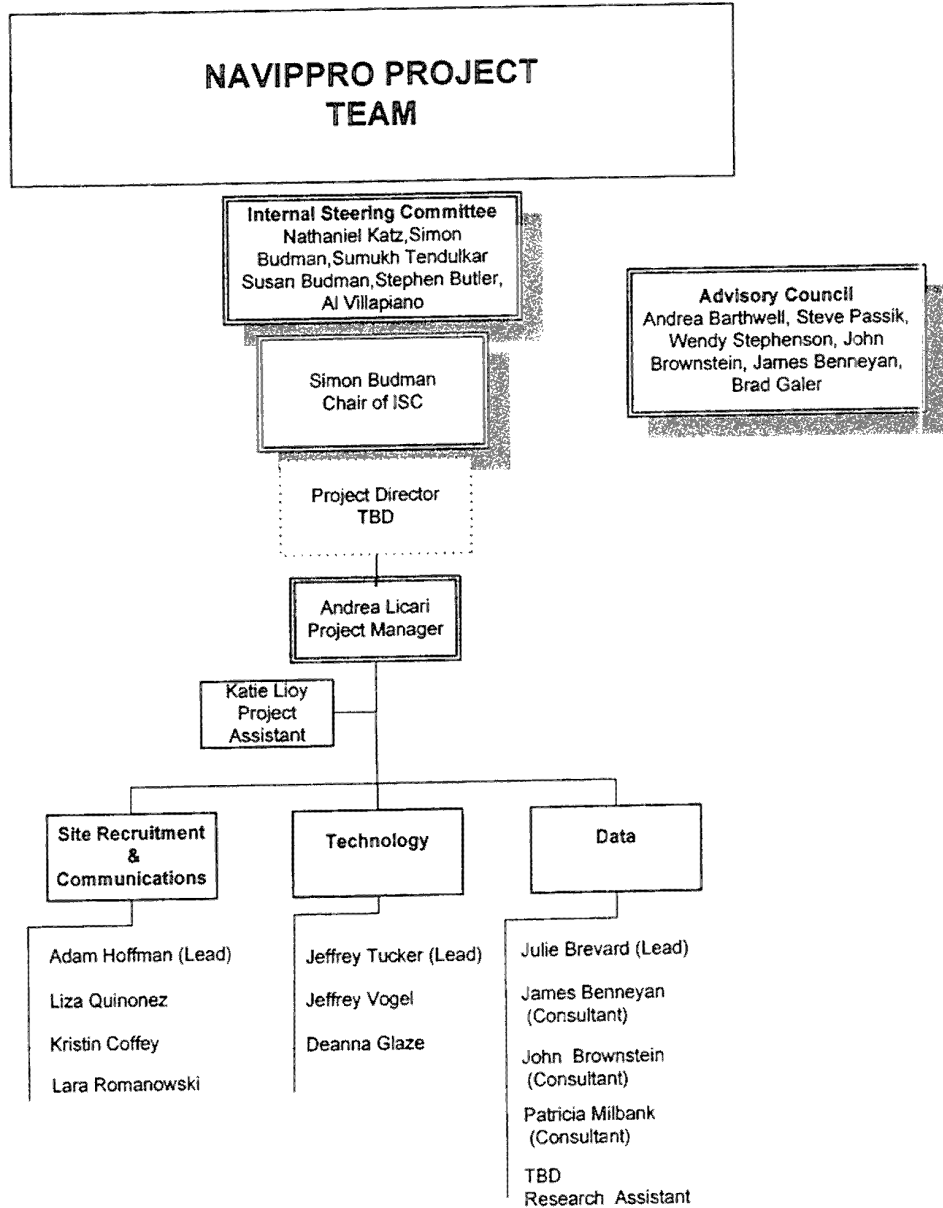 NAVIPPRO PROJECT
TEAM
Internal Steering Committee
Nathaniel Katz,Simon
Budman,Sumukh Tendulkar
Susan Budman,Stephen Butler,
Al Villapiano
Advisory Council
Andrea Barthwell, Steve Passik,
Wendy Stephenson, John
Brownstein, James Benneyan,
Brad Galer
Simon Budman
Chair of ISC
Project Director
TBD
Andrea Licari
Project Manager
Katie Lioy
Project
Assistant
Site Recruitment
&
Communications
Adam Hoffman (Lead)
Liza Quinonez
Kristin Coffey
Lara Romanowski
Technology
Jeffrey Tucker (Lead)
Jeffrey Vogel
Deanna Glaze
Data
Julie Brevard (Lead)
James Benneyan
(Consultant)
John Brownstein
(Consultant)
Patricia Milbank
(Consultant)
TBD
Research Assistant